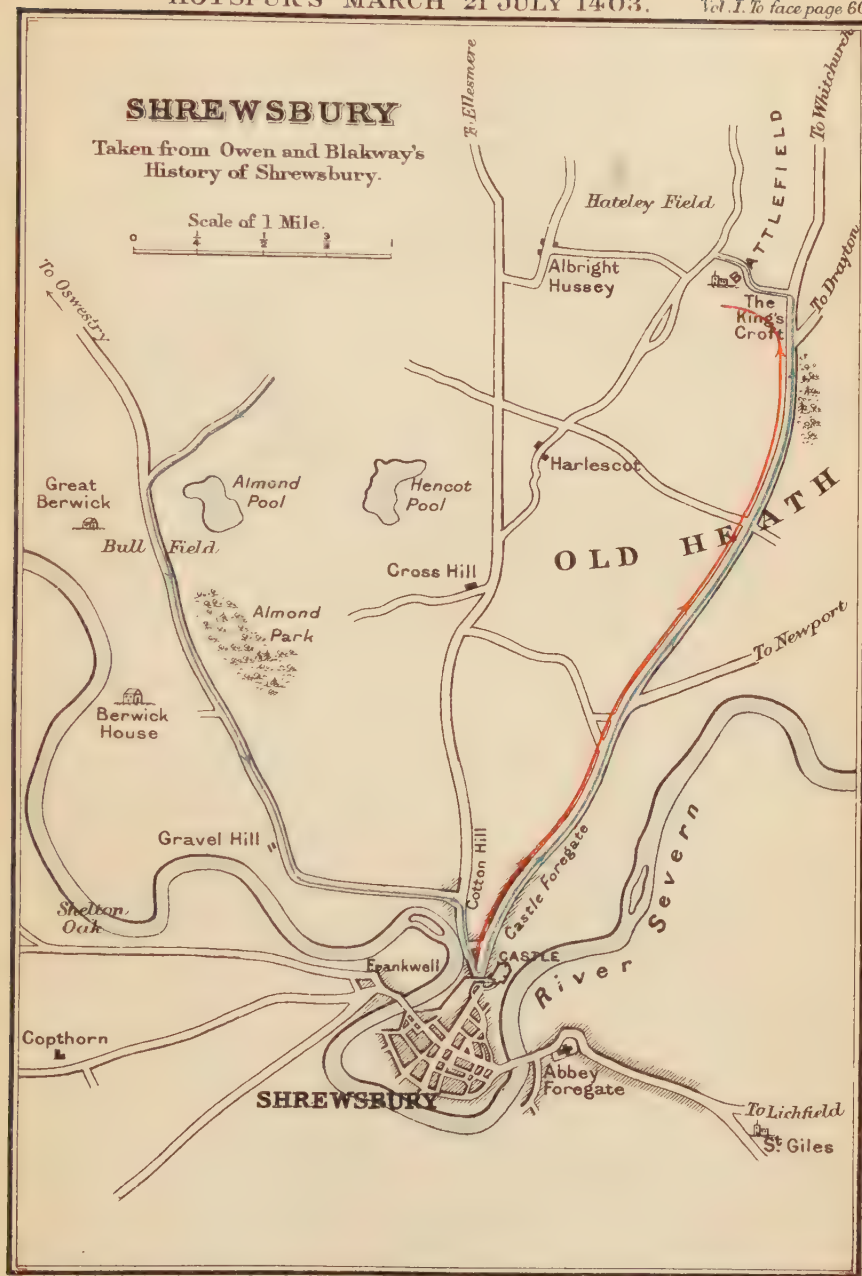 HOTSPUR'S MARCH 21 JULY 1403.
Vol. I. To face page 60
SHREWSBURY
Taken from Owen and Blakway's
History of Shrewsbury.
Scale of 1 Mile.
0 1/4 1/2 3/4 1
To Ellesmere
To Whitchurch
BATTLEFIELD
Hateley Field
To Drayton
Albright
Hussey
The
King's
Croft
To Oswestry
Great
Berwick
Almond
Pool
Hencot
Pool
Harlescot
Bull Field
OLD HEATH
Cross Hill
Almond
Park
To Newport
Berwick
House
Gravel Hill
Cotton Hill
Castle Foregate
River Severn
Shelton
Oak
Frankwell
CASTLE
Copthorn
SHREWSBURY
Abbey
Foregate
To Lichfield
St Giles